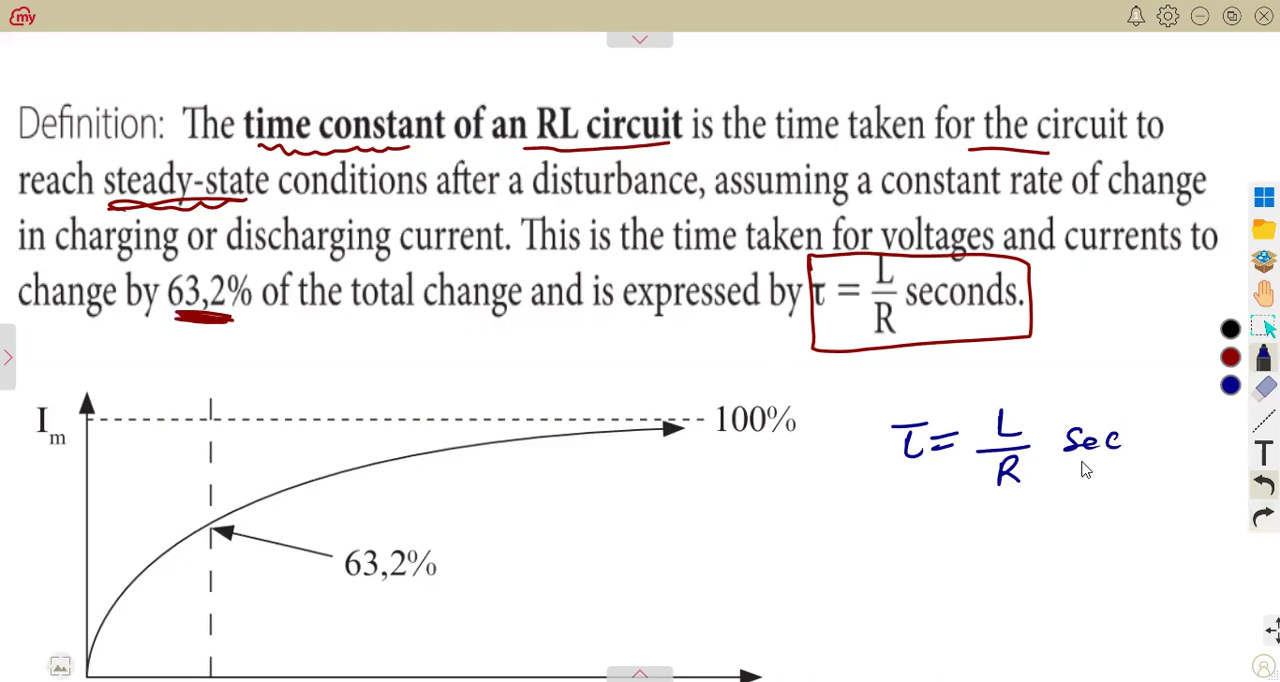 my
Definition: The time constant of an RL circuit is the time taken for the circuit to
reach steady-state conditions after a disturbance, assuming a constant rate of change
in charging or discharging current. This is the time taken for voltages and currents to
change by 63,2% of the total change and is expressed by τ = L/R seconds.
Im
100%
τ = L/R sec
63,2%
T